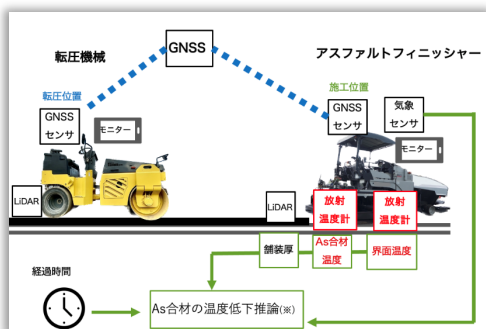 GNSS
転圧機械
アスファルトフィニッシャー
転圧位置
施工位置
GNSS
センサ
モニター
GNSS
センサ
気象
センサ
モニター
LiDAR
LiDAR
放射
温度計
放射
温度計
舗装厚
As合材
温度
界面温度
経過時間
As合材の温度低下推論(※)